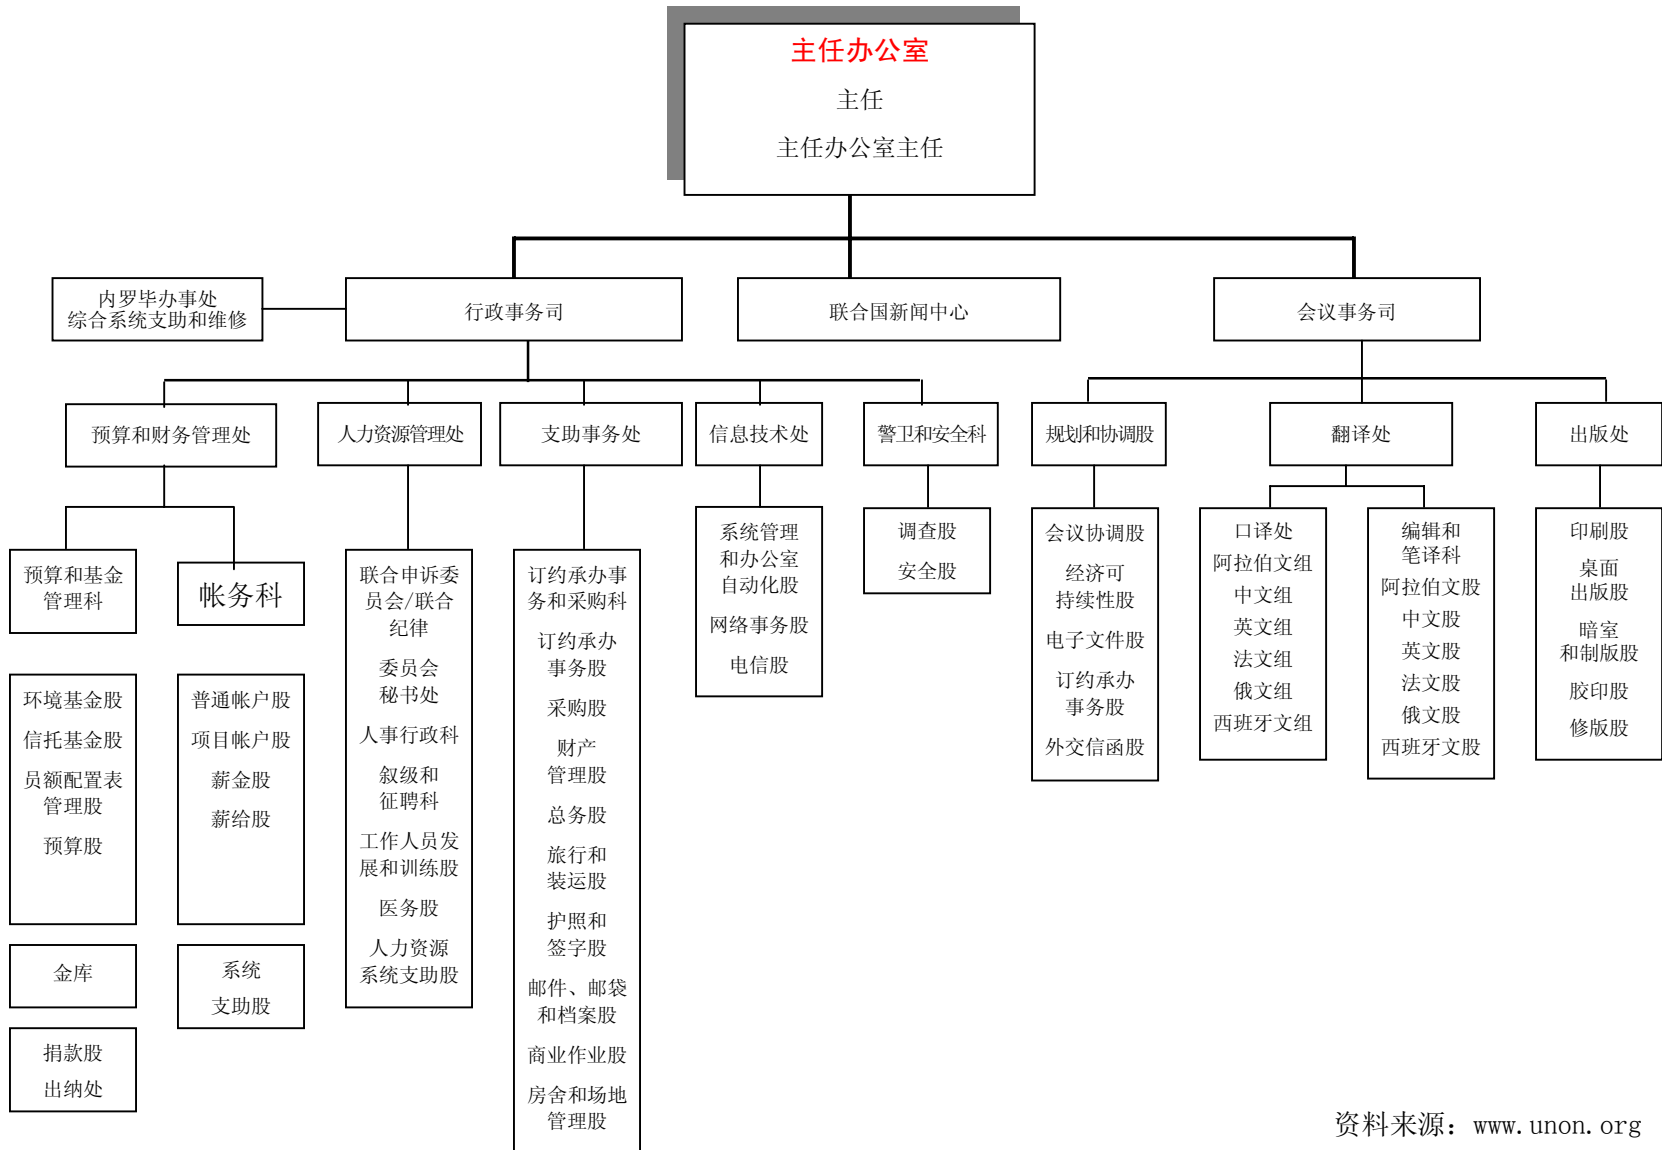 主任办公室
主任
主任办公室主任
内罗毕办事处
综合系统支助和维修
行政事务司
联合国新闻中心
会议事务司
预算和财务管理处
人力资源管理处
支助事务处
信息技术处
警卫和安全科
规划和协调股
翻译处
出版处
预算和基金
管理科
帐务科
环境基金股
信托基金股
员额配置表
管理股
预算股
普通帐户股
项目帐户股
薪金股
薪给股
金库
系统
支助股
捐款股
出纳处
联合申诉委
员会/联合
纪律
委员会
秘书处
人事行政科
叙级和
征聘科
工作人员发
展和训练股
医务股
人力资源
系统支助股
订约承办事
务和采购科
订约承办
事务股
采购股
财产
管理股
总务股
旅行和
装运股
护照和
签字股
邮件、邮袋
和档案股
商业作业股
房舍和场地
管理股
系统管理
和办公室
自动化股
网络事务股
电信股
调查股
安全股
会议协调股
经济可
持续性股
电子文件股
订约承办
事务股
外交信函股
口译处
阿拉伯文组
中文组
英文组
法文组
俄文组
西班牙文组
编辑和
笔译科
阿拉伯文股
中文股
英文股
法文股
俄文股
西班牙文股
印刷股
桌面
出版股
暗室
和制版股
胶印股
修版股
资料来源：www.unon.org